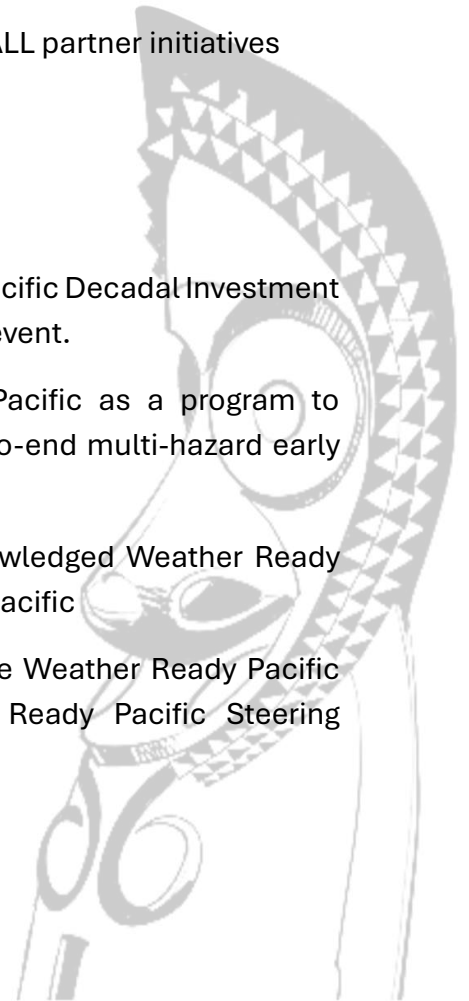 ALL partner initiatives
cific Decadal Investment
event.
Pacific as a program to
o-end multi-hazard early
wledged Weather Ready
acific
e Weather Ready Pacific
Ready Pacific Steering